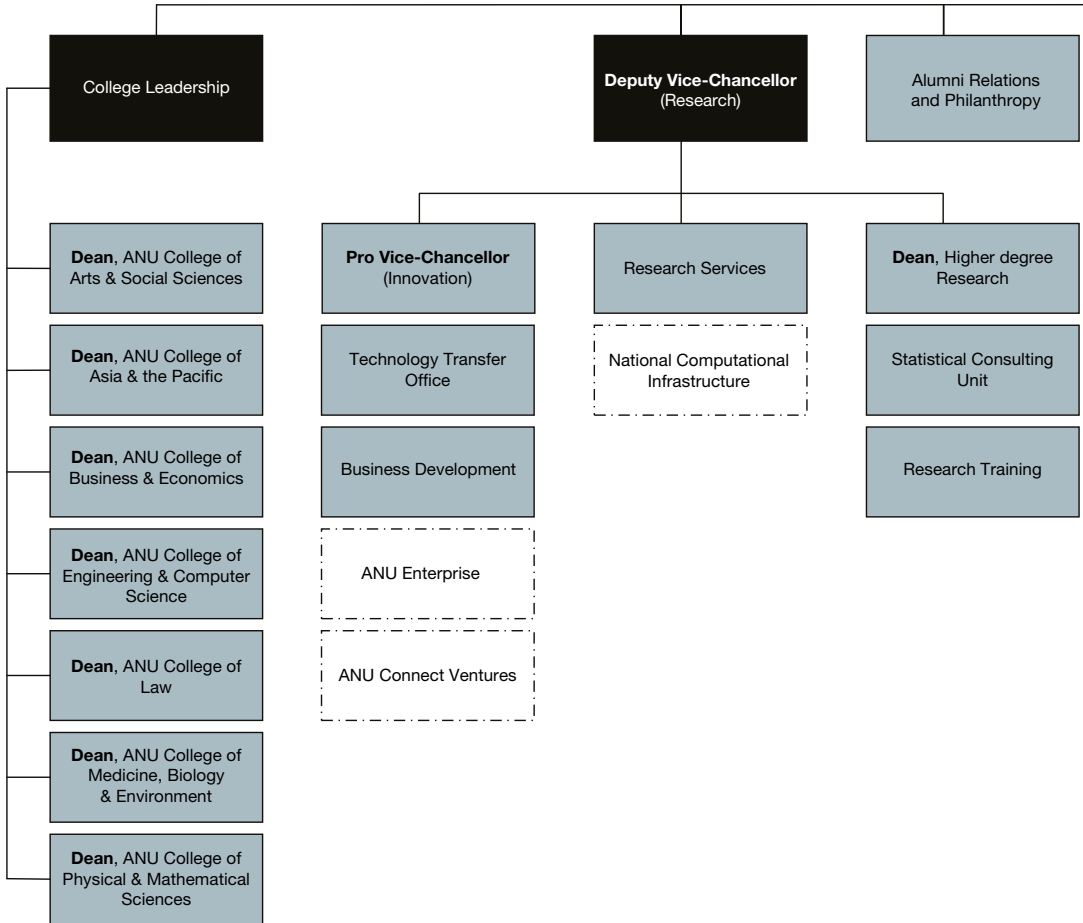 College Leadership
Deputy Vice-Chancellor
(Research)
Alumni Relations
and Philanthropy
Dean, ANU College of
Arts & Social Sciences
Pro Vice-Chancellor
(Innovation)
Research Services
Dean, Higher degree
Research
Dean, ANU College of
Asia & the Pacific
Technology Transfer
Office
National Computational
Infrastructure
Statistical Consulting
Unit
Dean, ANU College of
Business & Economics
Business Development
Research Training
Dean, ANU College of
Engineering & Computer
Science
ANU Enterprise
Dean, ANU College of
Law
ANU Connect Ventures
Dean, ANU College of
Medicine, Biology
& Environment
Dean, ANU College of
Physical & Mathematical
Sciences